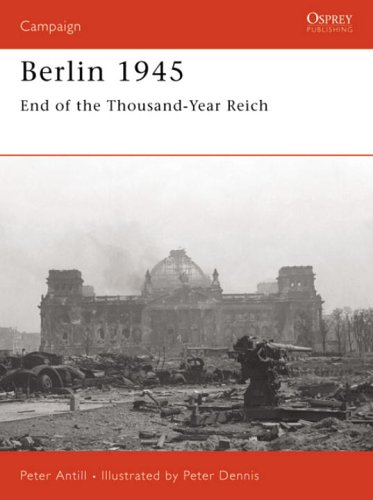 Campaign
OSPREY
PUBLISHING
Berlin 1945
End of the Thousand-Year Reich
Peter Antill • Illustrated by Peter Dennis